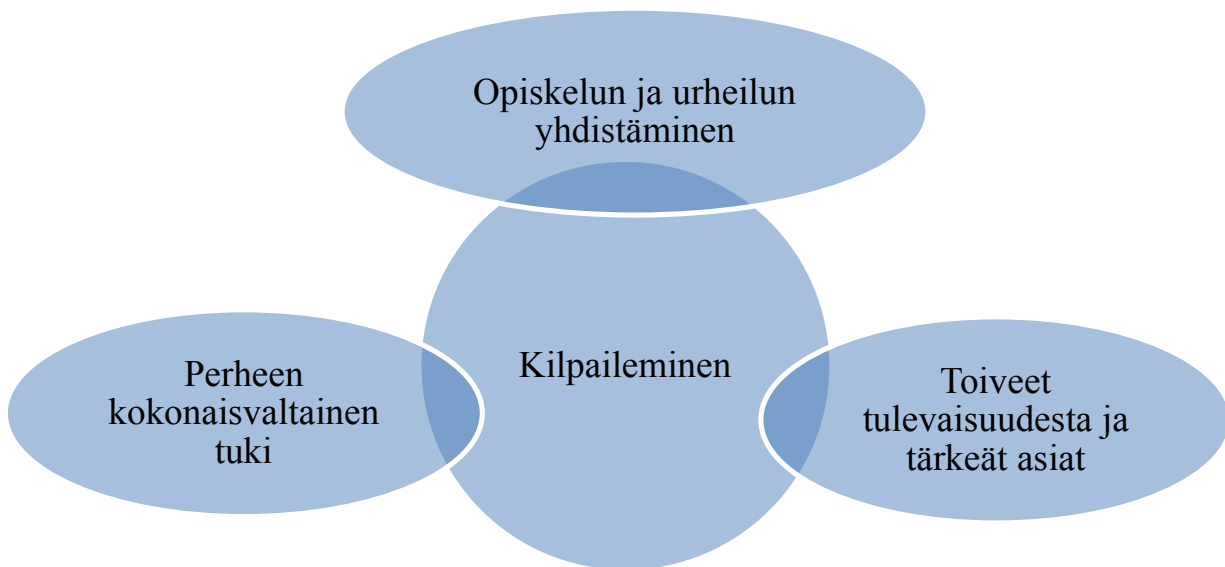 Opiskelun ja urheilun
yhdistäminen
Kilpaileminen
Perheen
kokonaisvaltainen
tuki
Toiveet
tulevaisuudesta ja
tärkeät asiat